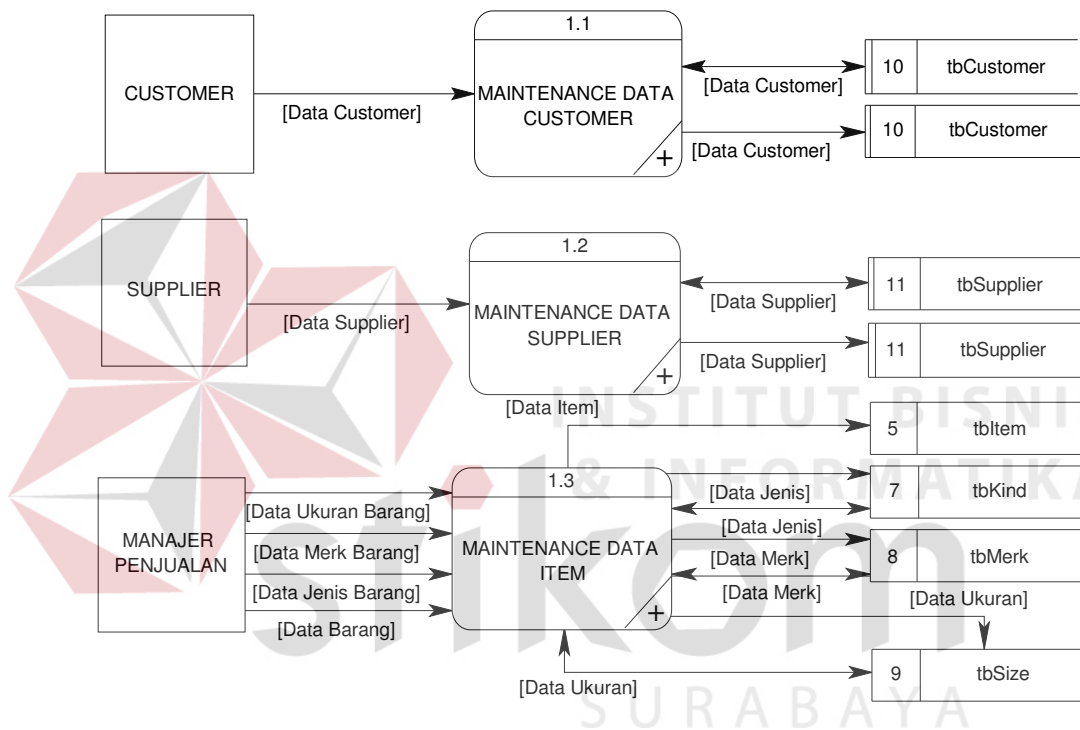 1.1
CUSTOMER
[Data Customer]
MAINTENANCE DATA
CUSTOMER
+
[Data Customer]
10 tbCustomer
[Data Customer]
10 tbCustomer
1.2
SUPPLIER
[Data Supplier]
MAINTENANCE DATA
SUPPLIER
+
[Data Supplier]
11 tbSupplier
[Data Supplier]
11 tbSupplier
[Data Item]
5 tbItem
1.3
MANAJER
PENJUALAN
[Data Ukuran Barang]
[Data Merk Barang]
[Data Jenis Barang]
[Data Barang]
MAINTENANCE DATA
ITEM
+
[Data Jenis]
[Data Jenis]
7 tbKind
[Data Merk]
[Data Merk]
8 tbMerk
[Data Ukuran]
[Data Ukuran]
9 tbSize
INSTITUT BISNI
& INFORMATIKA
stikom
SURABAYA